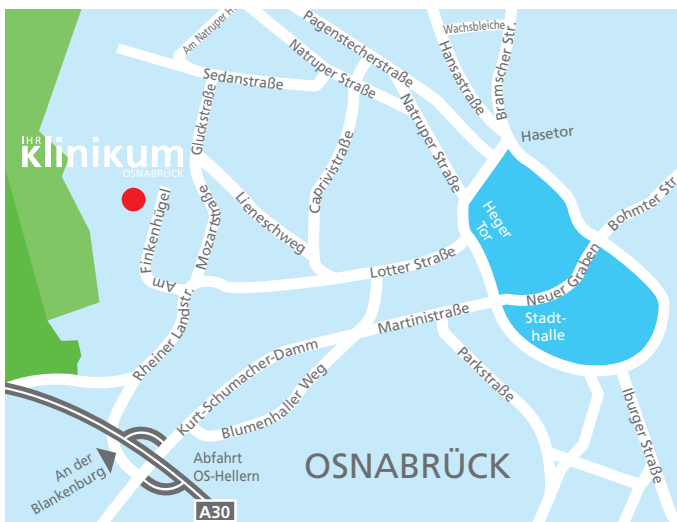 Am Natruper H
Pagenstecherstraße
Wachsbleiche
Hansastraße
Bramscher Str.
Natruper Straße
Sedanstraße
Gluckstraße
Natruper Straße
Hasetor
IHR
Klinikum
OSNABRÜCK
Caprivistraße
Lieneschweg
Mozartstraße
Am Finkenhügel
Heger
Tor
Bohmter Str.
Lotter Straße
Neuer Graben
Martinistraße
Stadt-
halle
Rheiner Landstr.
Kurt-Schumacher-Damm
Blumenhaller Weg
Parkstraße
Iburger Straße
An der
Blankenburg
Abfahrt
OS-Hellern
OSNABRÜCK
A30